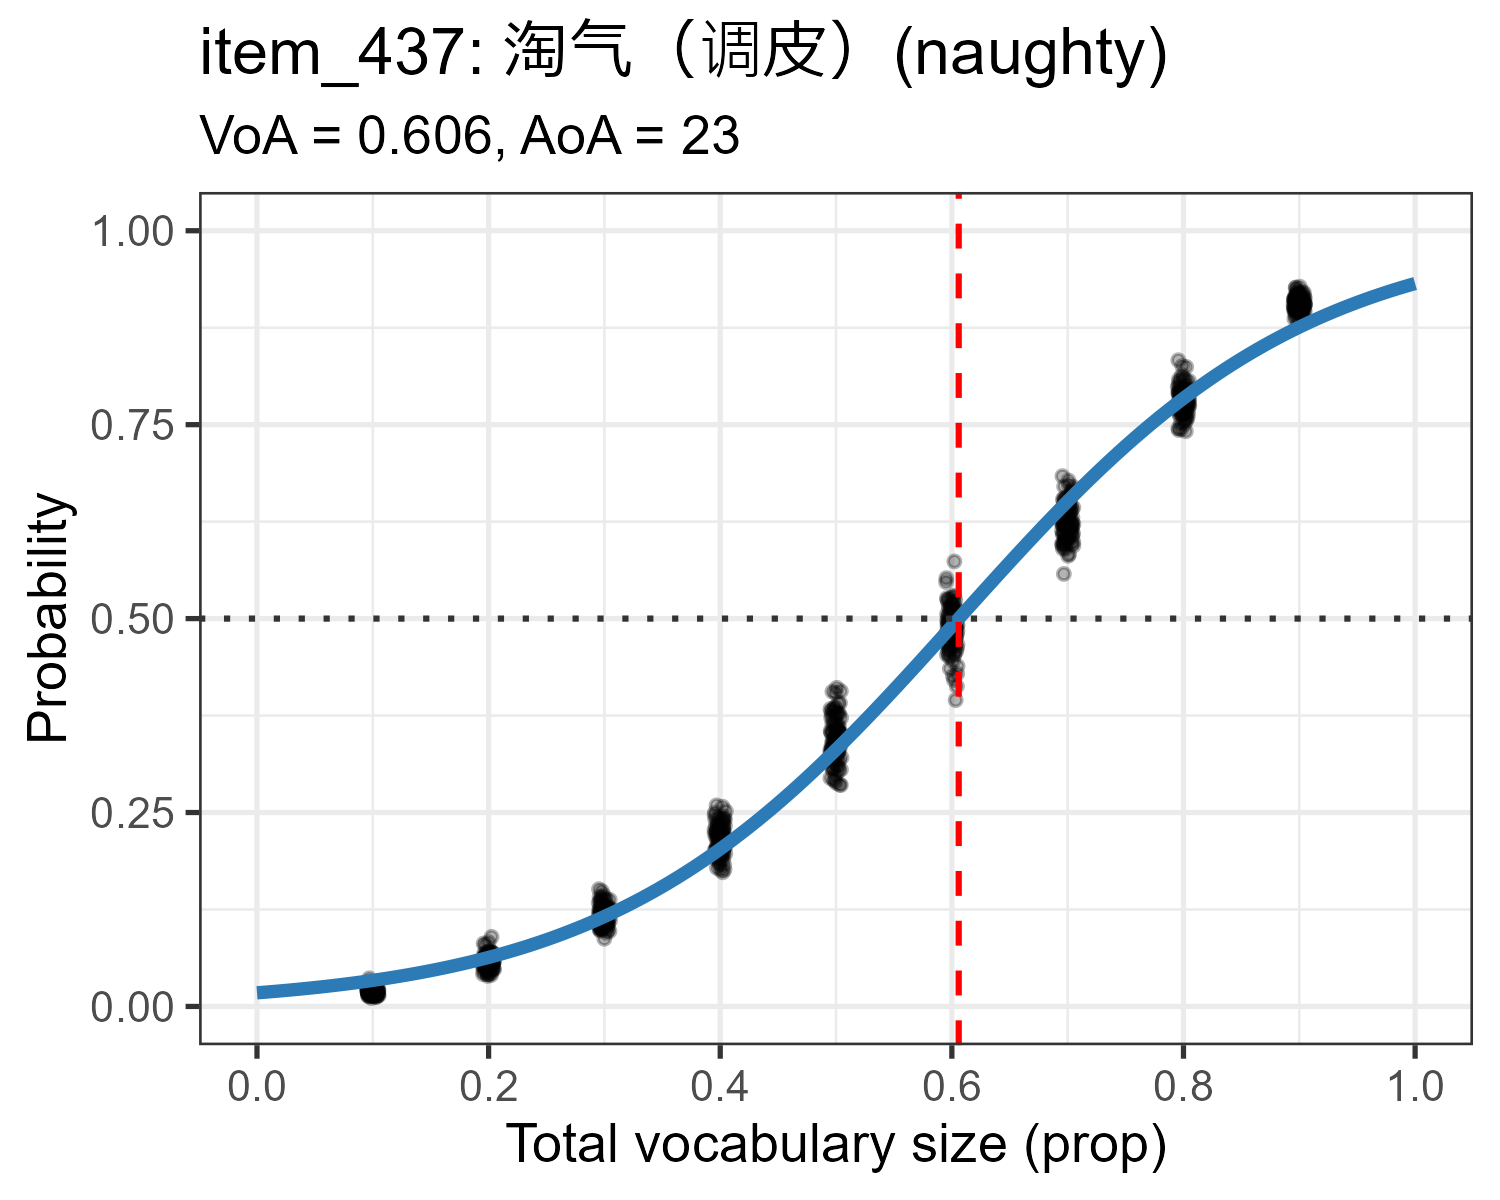 item_437: 淘气（调皮）(naughty)
VoA = 0.606, AoA = 23
1.00
0.75
0.50
0.25
0.00
Probability
0.0 0.2 0.4 0.6 0.8 1.0
Total vocabulary size (prop)